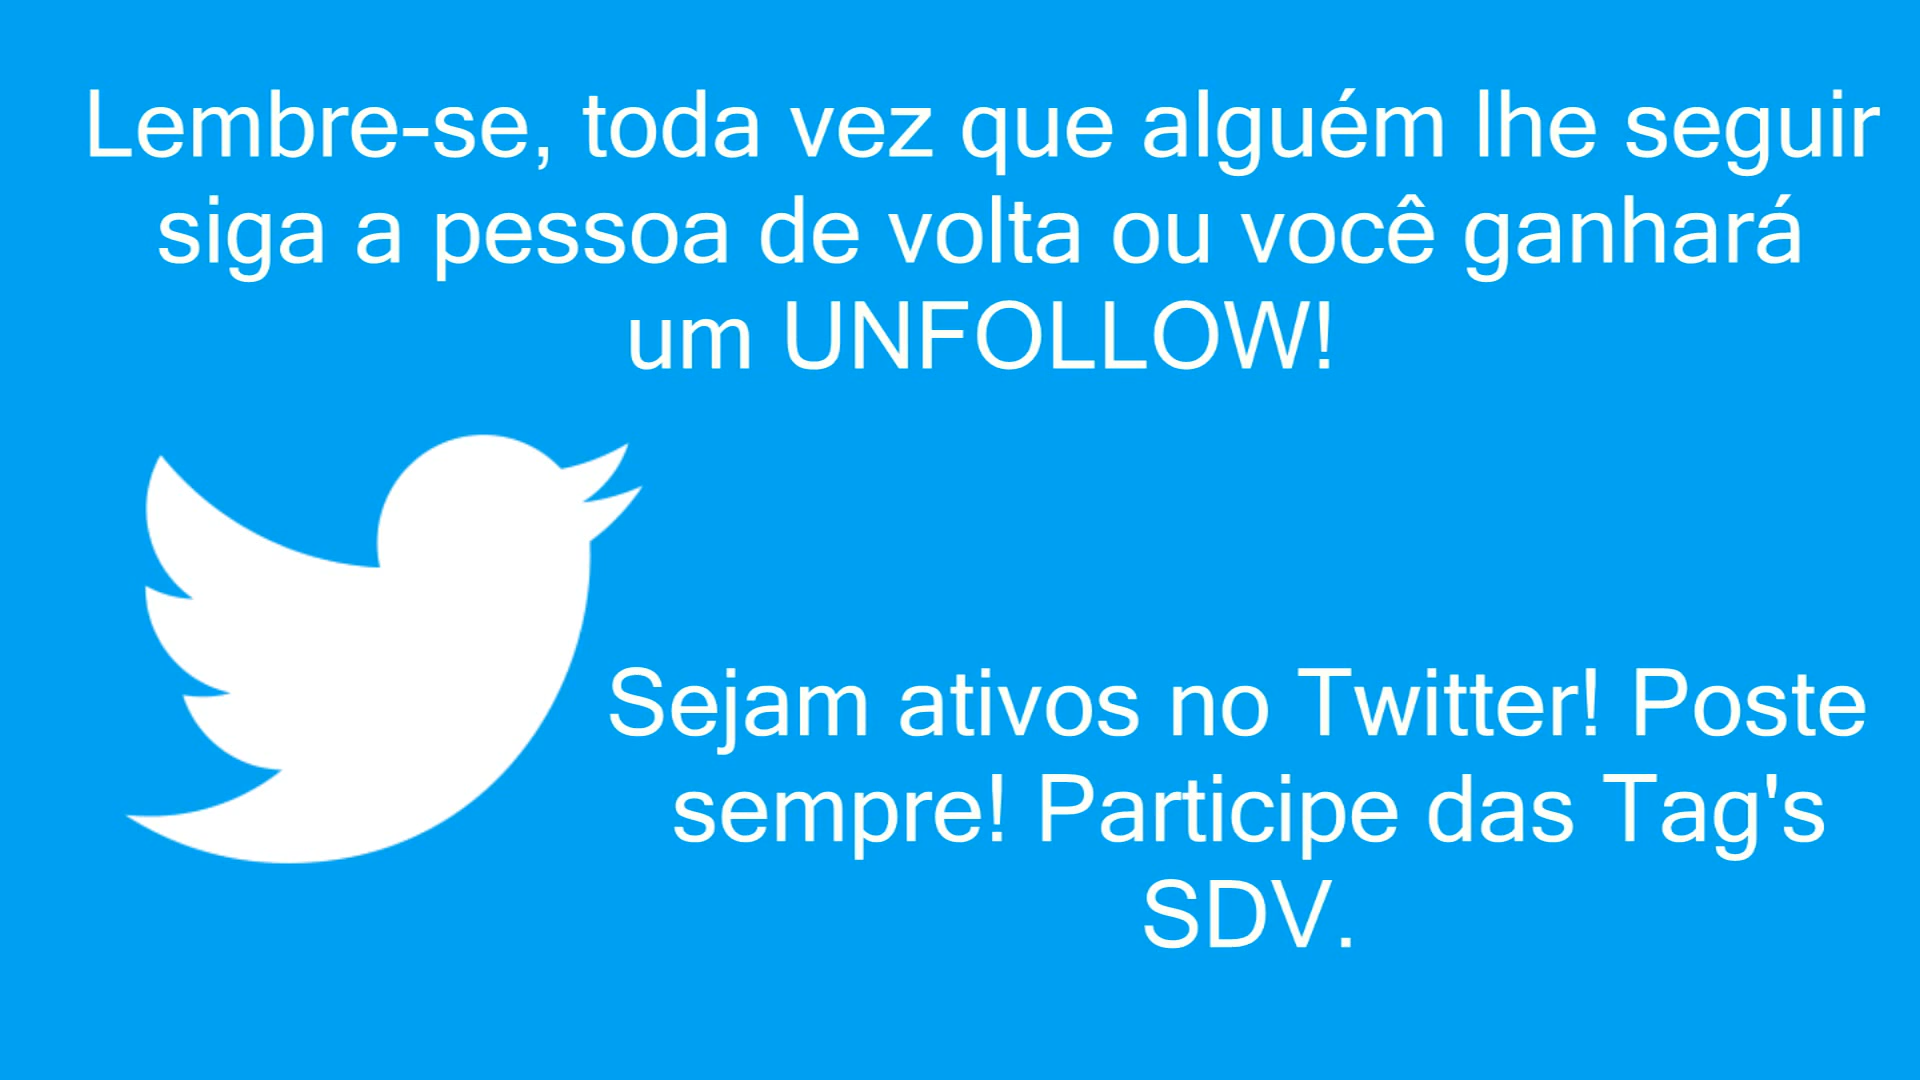 Lembre-se, toda vez que alguém lhe seguir
siga a pessoa de volta ou você ganhará
um UNFOLLOW!
Sejam ativos no Twitter! Poste
sempre! Participe das Tag's
SDV.